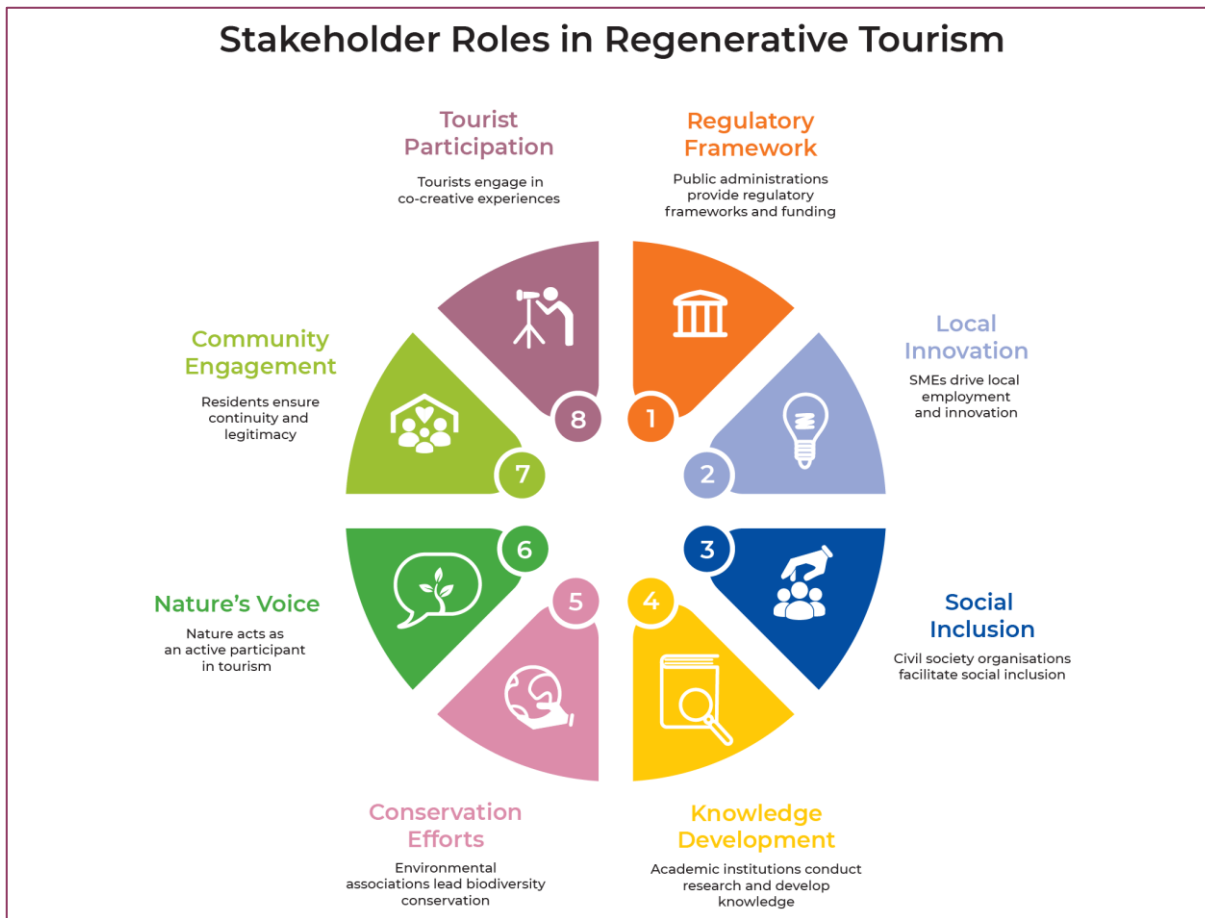 Stakeholder Roles in Regenerative Tourism
Tourist
Participation
Tourists engage in
co-creative experiences
Regulatory
Framework
Public administrations
provide regulatory
frameworks and funding
Community
Engagement
Residents ensure
continuity and
legitimacy
Local
Innovation
SMEs drive local
employment
and innovation
8
1
7
2
6
3
5
4
Nature’s Voice
Nature acts as
an active participant
in tourism
Social
Inclusion
Civil society organisations
facilitate social inclusion
Conservation
Efforts
Environmental
associations lead biodiversity
conservation
Knowledge
Development
Academic institutions conduct
research and develop
knowledge